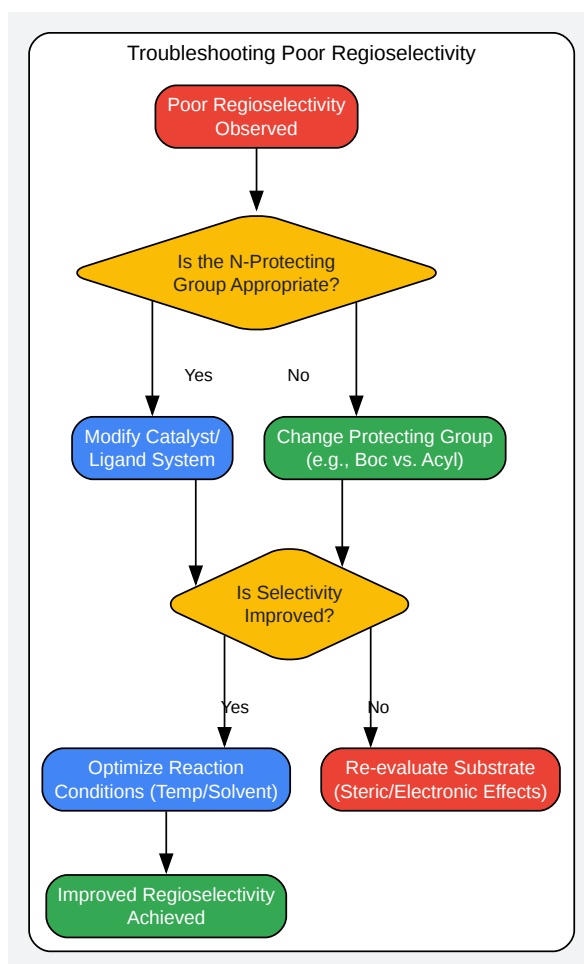 Troubleshooting Poor Regioselectivity
Poor Regioselectivity
Observed
Is the N-Protecting
Group Appropriate?
Yes
No
Modify Catalyst/
Ligand System
Change Protecting Group
(e.g., Boc vs. Acyl)
Is Selectivity
Improved?
Yes
No
Optimize Reaction
Conditions (Temp/Solvent)
Re-evaluate Substrate
(Steric/Electronic Effects)
Improved Regioselectivity
Achieved